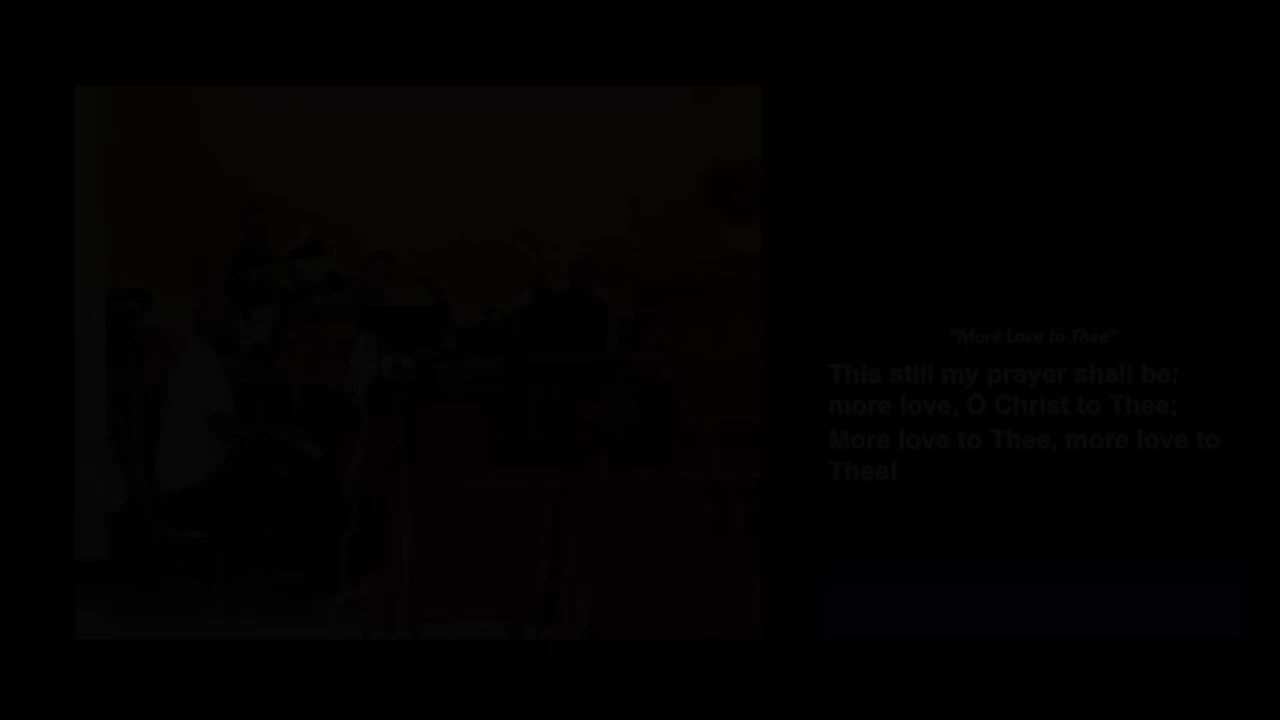 "More Love to Thee"
This still my prayer shall be:
more love, O Christ to Thee;
More love to Thee, more love to
Thee!